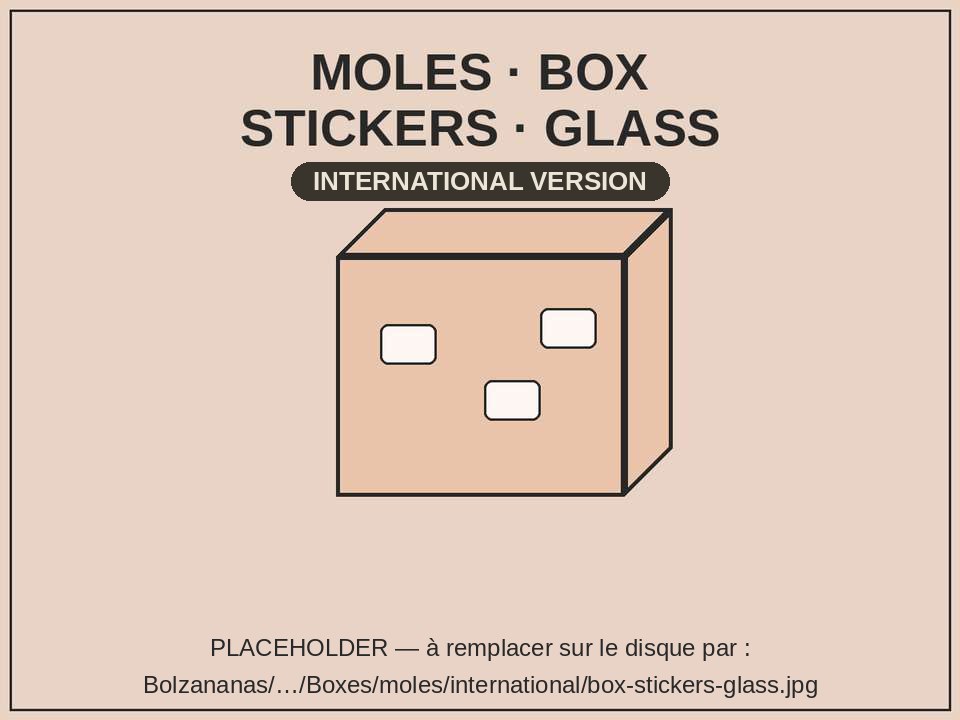 MOLES · BOX
STICKERS · GLASS
INTERNATIONAL VERSION
PLACEHOLDER — à remplacer sur le disque par :
Bolzananas/…/Boxes/moles/international/box-stickers-glass.jpg